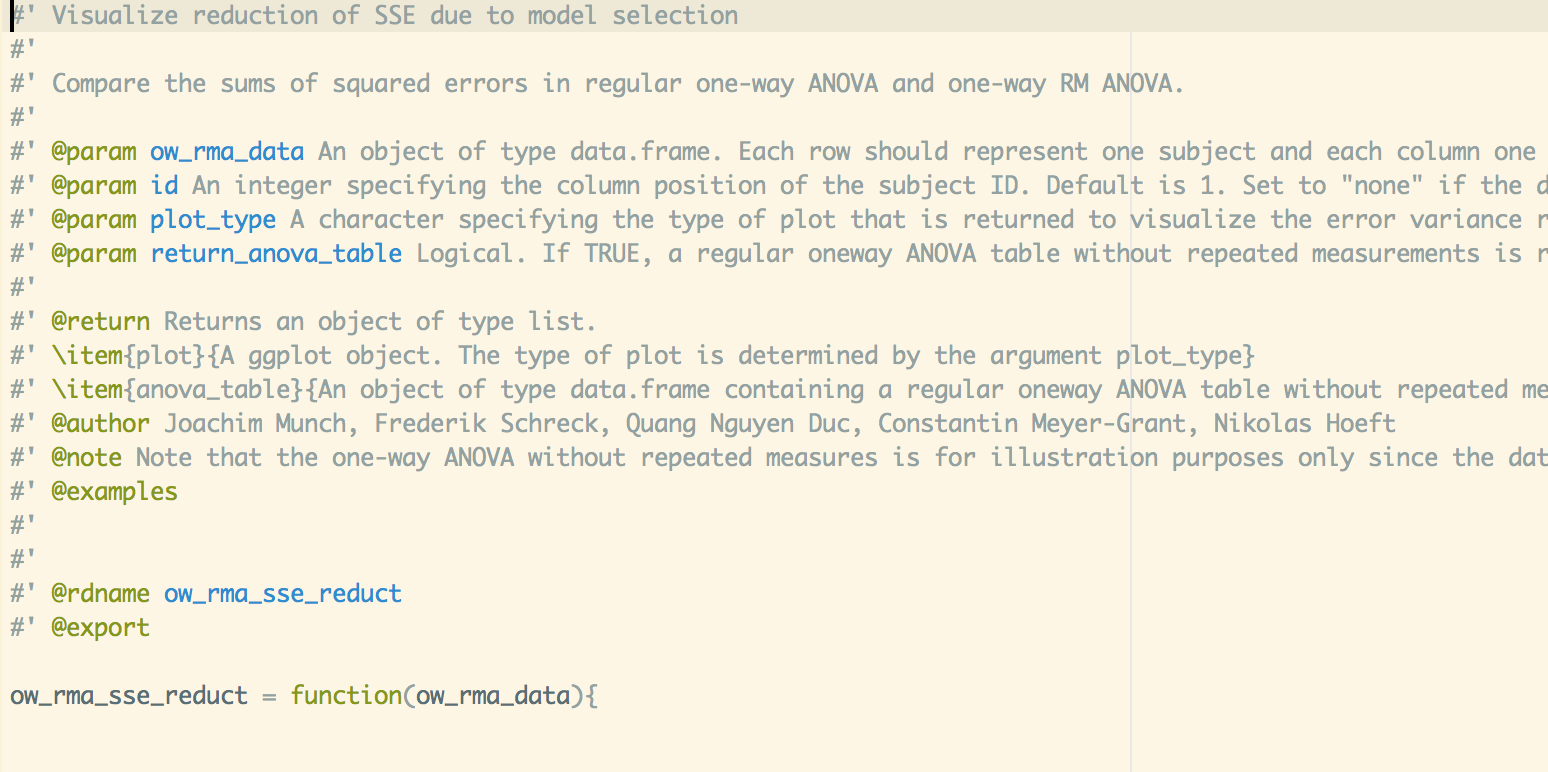 #' Visualize reduction of SSE due to model selection
#'
#' Compare the sums of squared errors in regular one-way ANOVA and one-way RM ANOVA.
#'
#' @param ow_rma_data An object of type data.frame. Each row should represent one subject and each column one
#' @param id An integer specifying the column position of the subject ID. Default is 1. Set to "none" if the
#' @param plot_type A character specifying the type of plot that is returned to visualize the error variance
#' @param return_anova_table Logical. If TRUE, a regular oneway ANOVA table without repeated measurements is
#'
#' @return Returns an object of type list.
#' \item{plot}{A ggplot object. The type of plot is determined by the argument plot_type}
#' \item{anova_table}{An object of type data.frame containing a regular oneway ANOVA table without repeated
#' @author Joachim Munch, Frederik Schreck, Quang Nguyen Duc, Constantin Meyer-Grant, Nikolas Hoeft
#' @note Note that the one-way ANOVA without repeated measures is for illustration purposes only since the
#' @examples
#'
#'
#' @rdname ow_rma_sse_reduct
#' @export
ow_rma_sse_reduct = function(ow_rma_data){